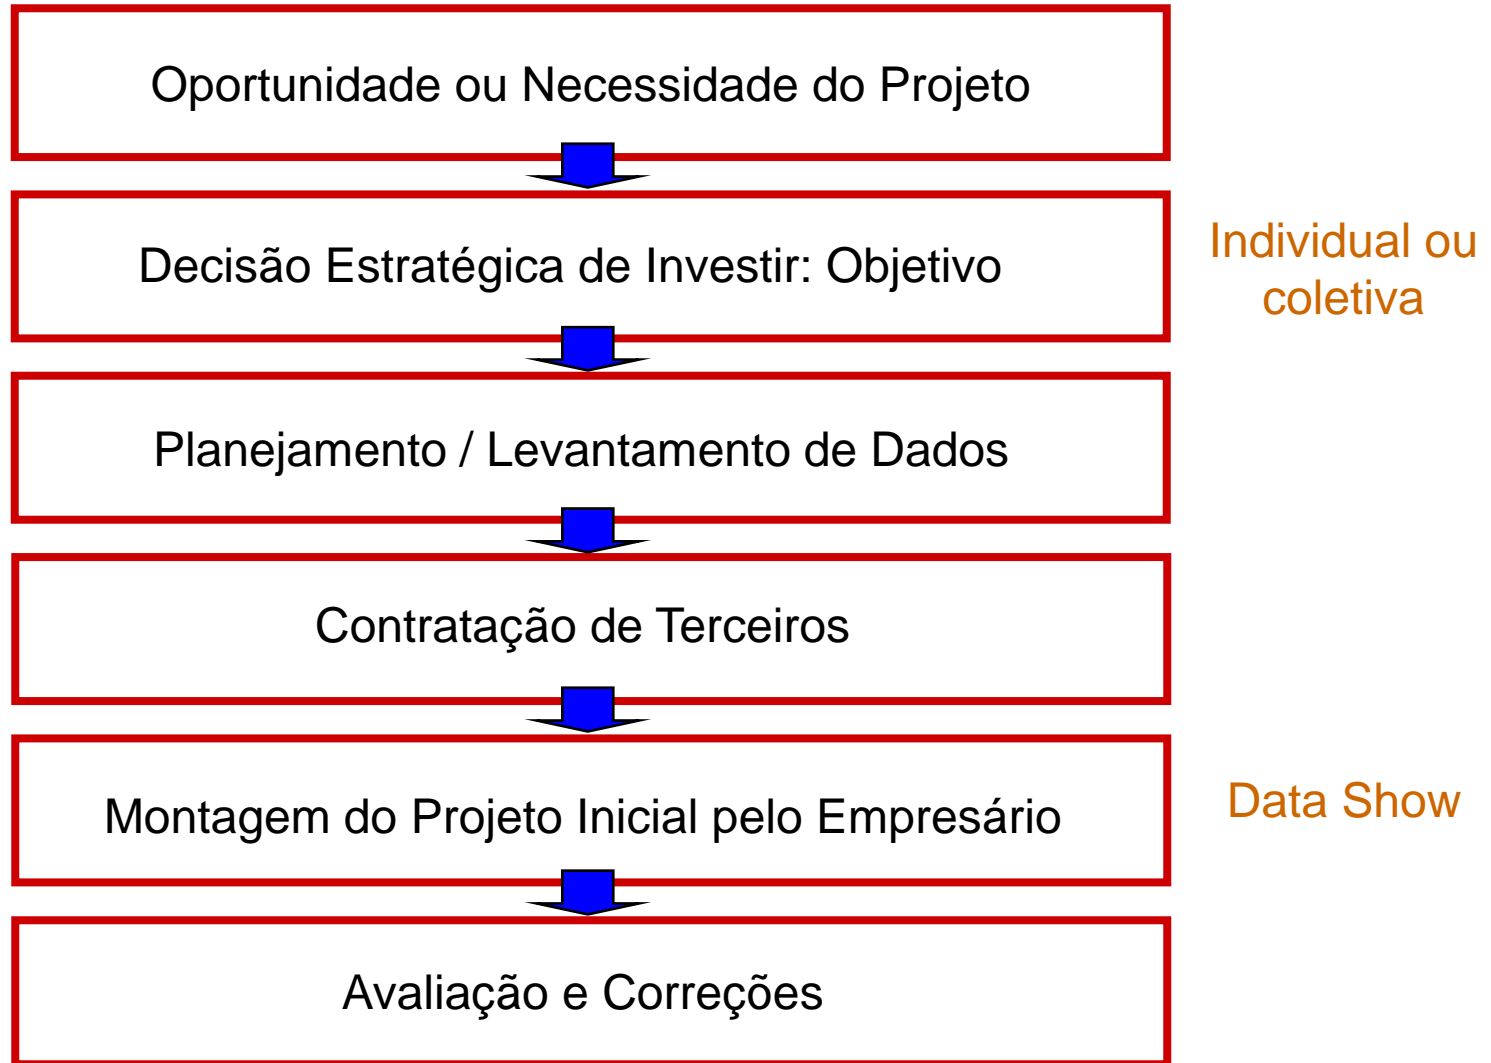 Oportunidade ou Necessidade do Projeto
Decisão Estratégica de Investir: Objetivo
Individual ou
coletiva
Planejamento / Levantamento de Dados
Contratação de Terceiros
Montagem do Projeto Inicial pelo Empresário
Data Show
Avaliação e Correções